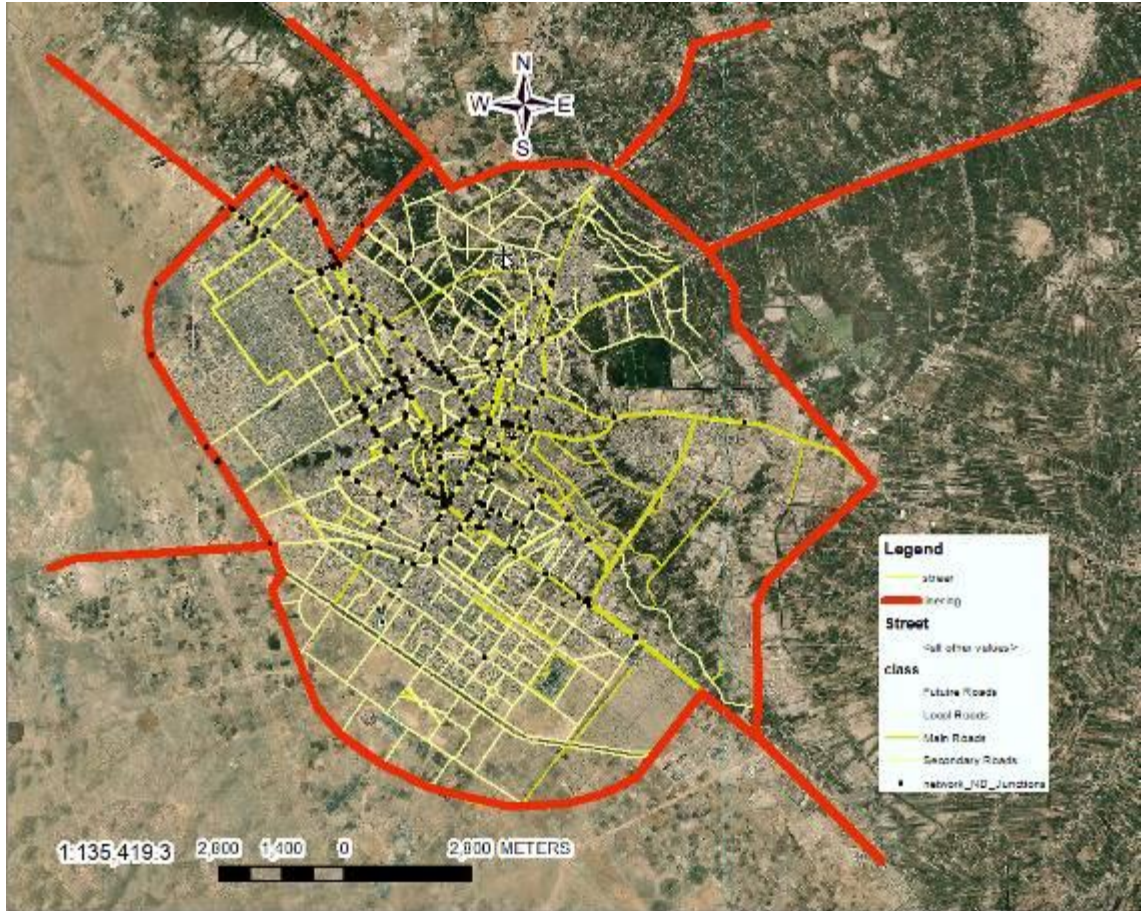 N
W E
S
Legend
street
Street
<all other values>
class
Future Roads
Local Roads
Main Roads
Secondary Roads
network_ND_Junctions
1:135,419.3
2,800 1,400 0 2,800 METERS